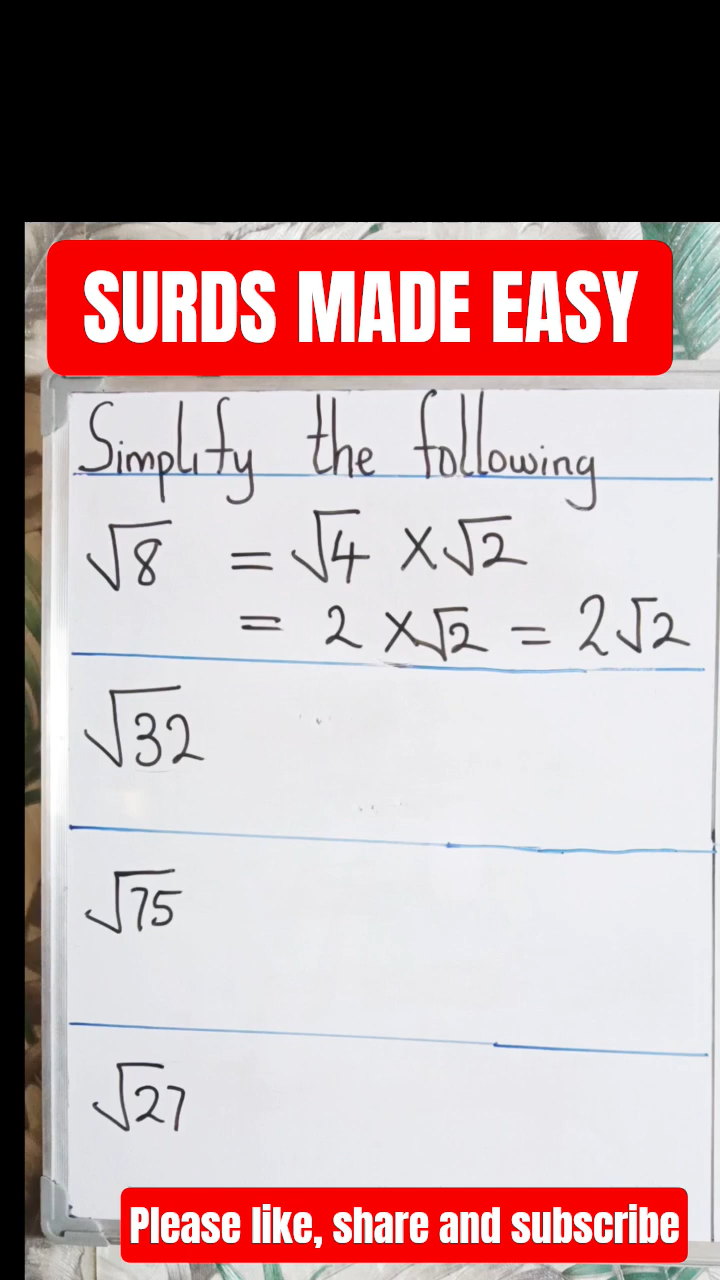 SURDS MADE EASY
Simplify the following
√8 = √4 ×√2
= 2 ×√2 = 2√2
√32
√75
√27
Please like, share and subscribe